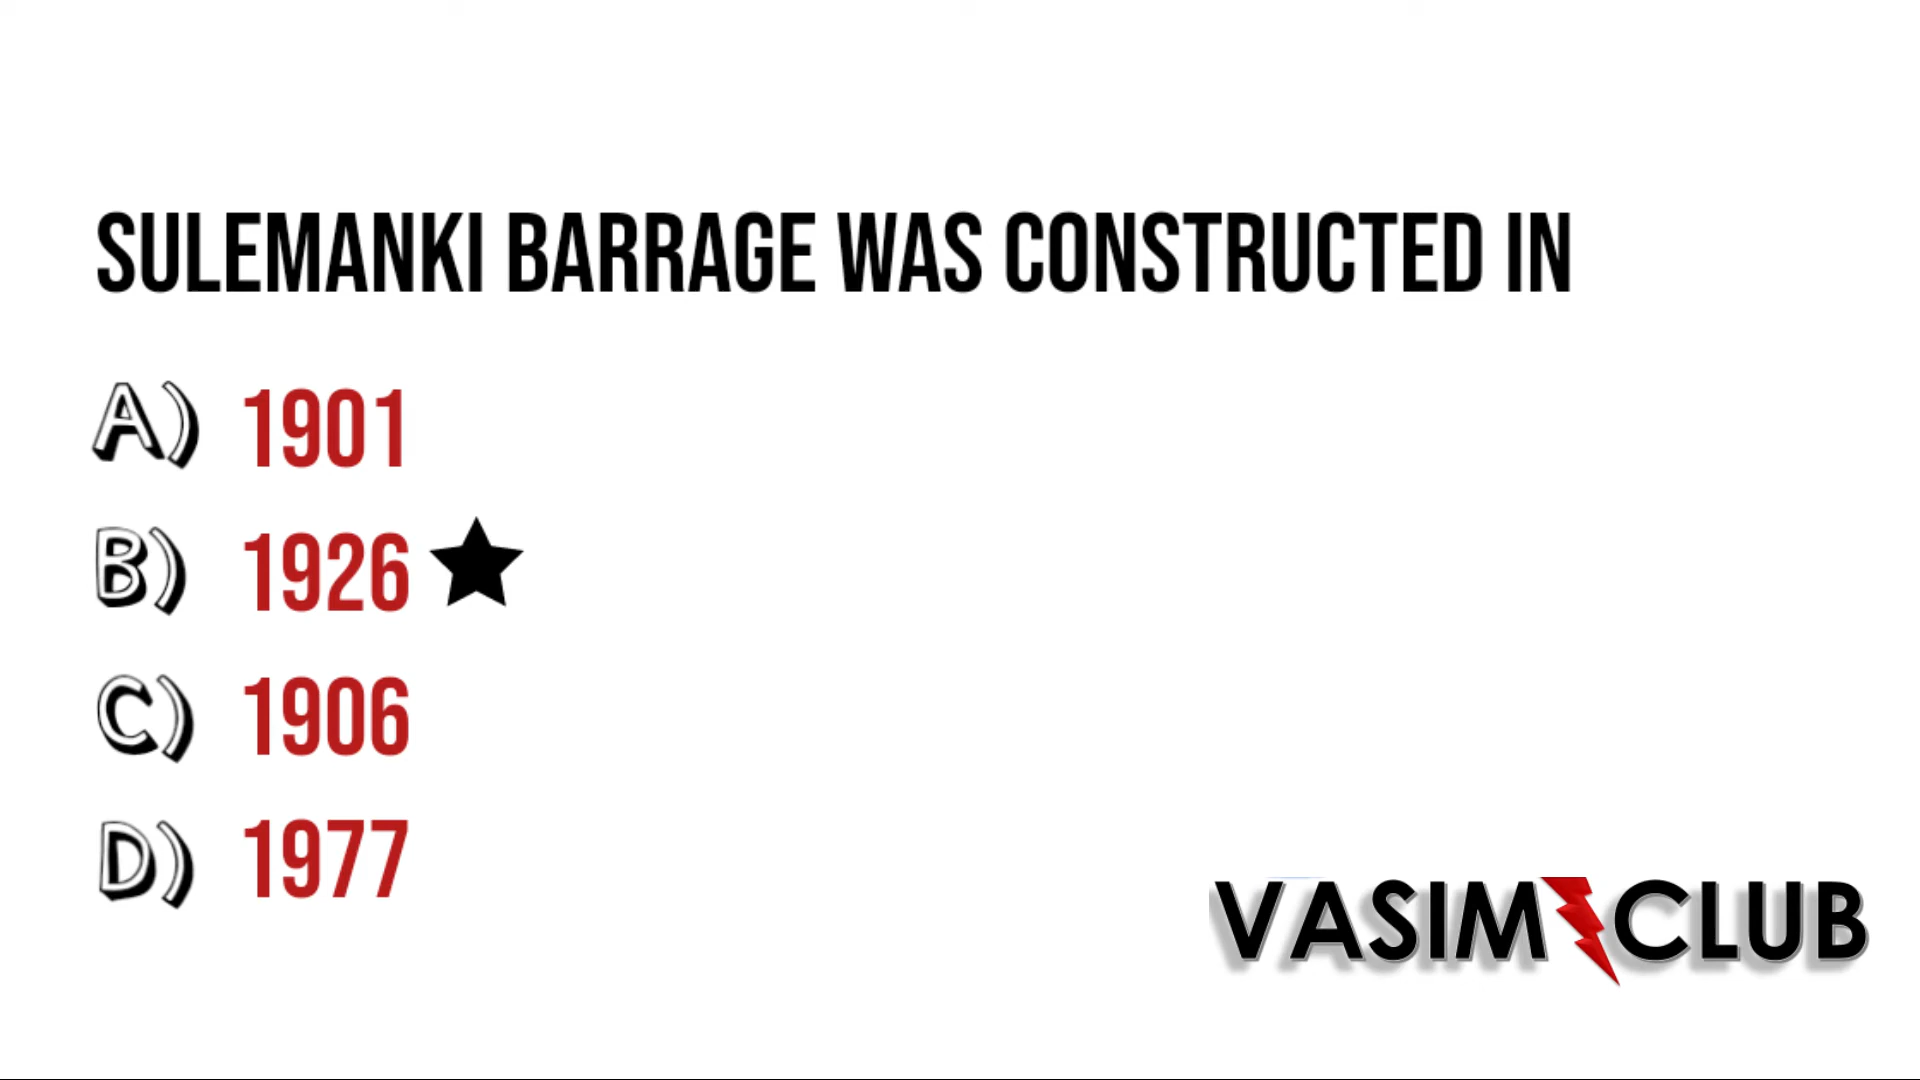 SULEMANKI BARRAGE WAS CONSTRUCTED IN
A) 1901
B) 1926
C) 1906
D) 1977
VASIM CLUB